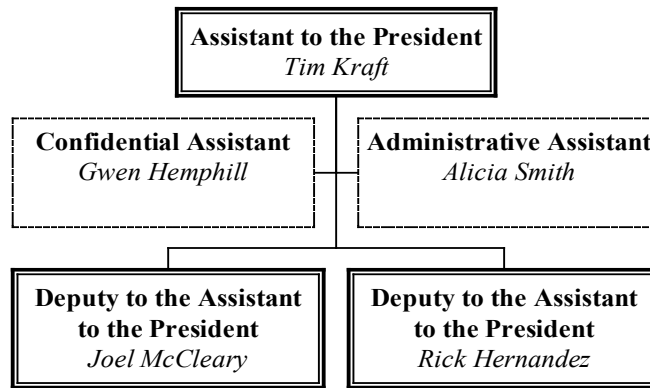 Assistant to the President
Tim Kraft
Confidential Assistant
Gwen Hemphill
Administrative Assistant
Alicia Smith
Deputy to the Assistant
to the President
Joel McCleary
Deputy to the Assistant
to the President
Rick Hernandez